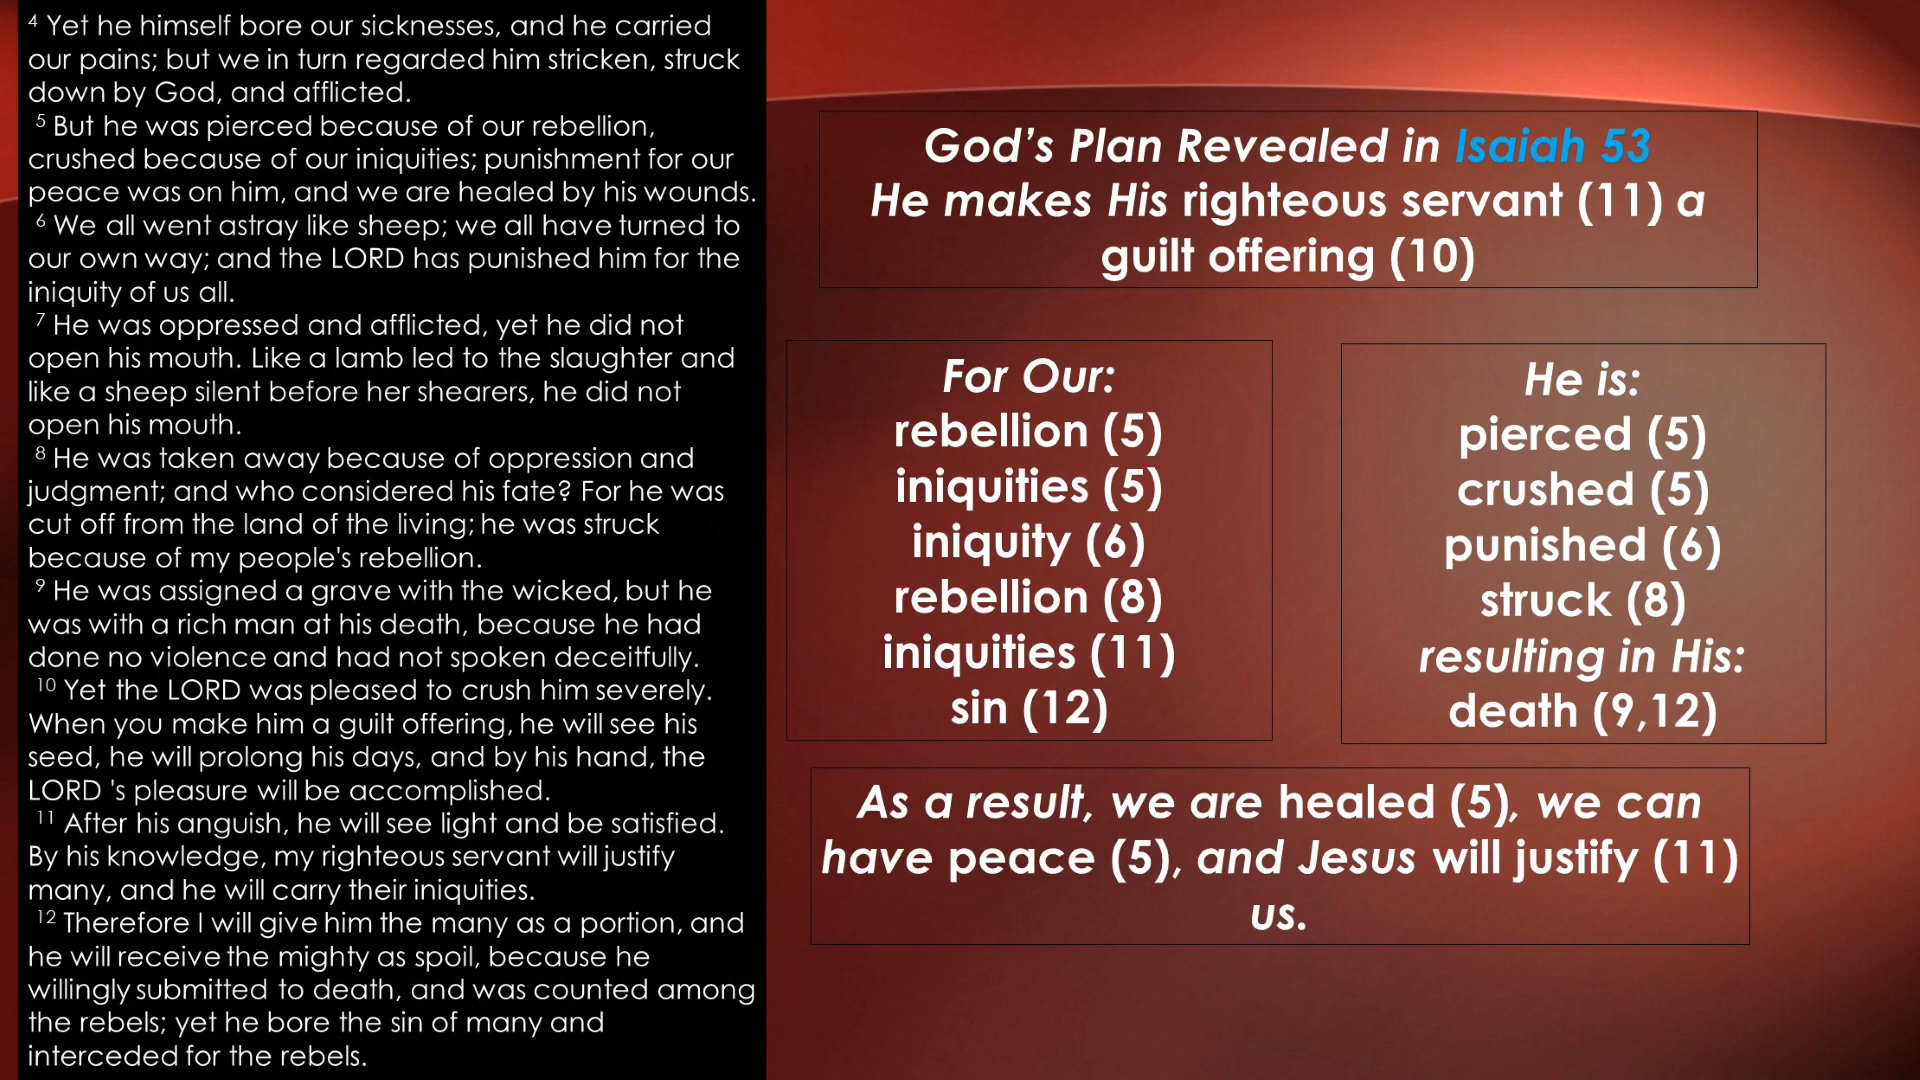 4 Yet he himself bore our sicknesses, and he carried
our pains; but we in turn regarded him stricken, struck
down by God, and afflicted.
5 But he was pierced because of our rebellion,
crushed because of our iniquities; punishment for our
peace was on him, and we are healed by his wounds.
6 We all went astray like sheep; we all have turned to
our own way; and the LORD has punished him for the
iniquity of us all.
7 He was oppressed and afflicted, yet he did not
open his mouth. Like a lamb led to the slaughter and
like a sheep silent before her shearers, he did not
open his mouth.
8 He was taken away because of oppression and
judgment; and who considered his fate? For he was
cut off from the land of the living; he was struck
because of my people's rebellion.
9 He was assigned a grave with the wicked, but he
was with a rich man at his death, because he had
done no violence and had not spoken deceitfully.
10 Yet the LORD was pleased to crush him severely.
When you make him a guilt offering, he will see his
seed, he will prolong his days, and by his hand, the
LORD 's pleasure will be accomplished.
11 After his anguish, he will see light and be satisfied.
By his knowledge, my righteous servant will justify
many, and he will carry their iniquities.
12 Therefore I will give him the many as a portion, and
he will receive the mighty as spoil, because he
willingly submitted to death, and was counted among
the rebels; yet he bore the sin of many and
interceded for the rebels.
God’s Plan Revealed in Isaiah 53
He makes His righteous servant (11) a
guilt offering (10)
For Our:
rebellion (5)
iniquities (5)
iniquity (6)
rebellion (8)
iniquities (11)
sin (12)
He is:
pierced (5)
crushed (5)
punished (6)
struck (8)
resulting in His:
death (9,12)
As a result, we are healed (5), we can
have peace (5), and Jesus will justify (11)
us.